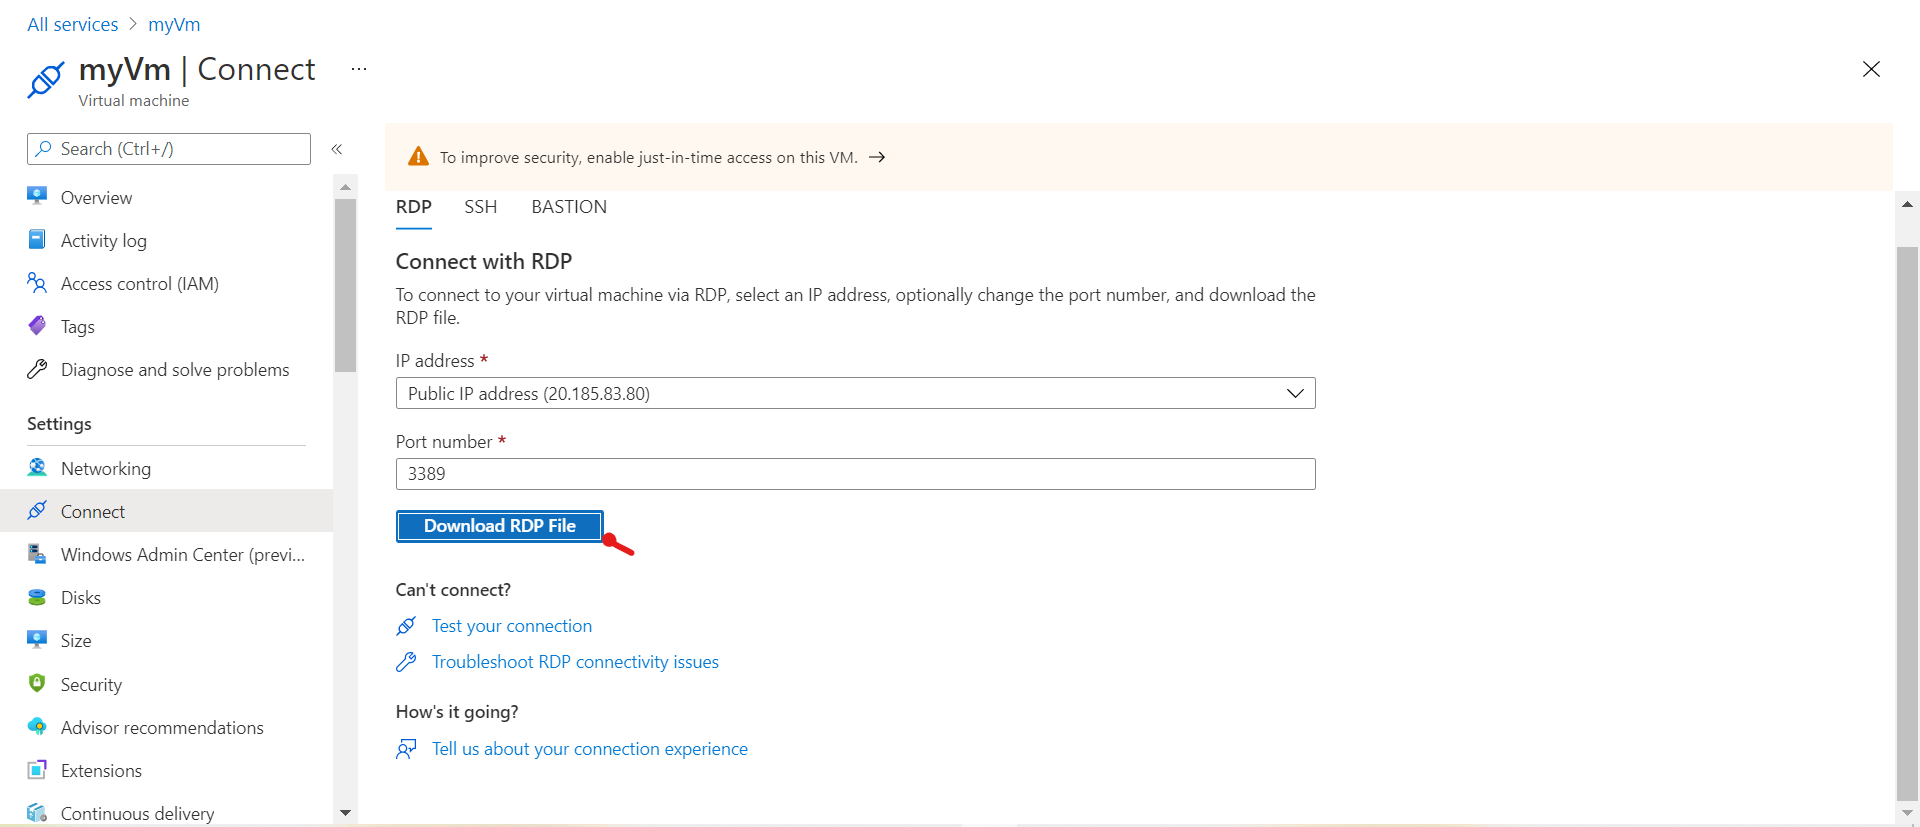 All services > myVm
myVm | Connect ...
Virtual machine
Search (Ctrl+/)
«
Overview
Activity log
Access control (IAM)
Tags
Diagnose and solve problems
Settings
Networking
Connect
Windows Admin Center (previ...
Disks
Size
Security
Advisor recommendations
Extensions
Continuous delivery
To improve security, enable just-in-time access on this VM. →
RDP SSH BASTION
Connect with RDP
To connect to your virtual machine via RDP, select an IP address, optionally change the port number, and download the
RDP file.
IP address *
Public IP address (20.185.83.80)
Port number *
3389
Download RDP File
Can't connect?
Test your connection
Troubleshoot RDP connectivity issues
How's it going?
Tell us about your connection experience